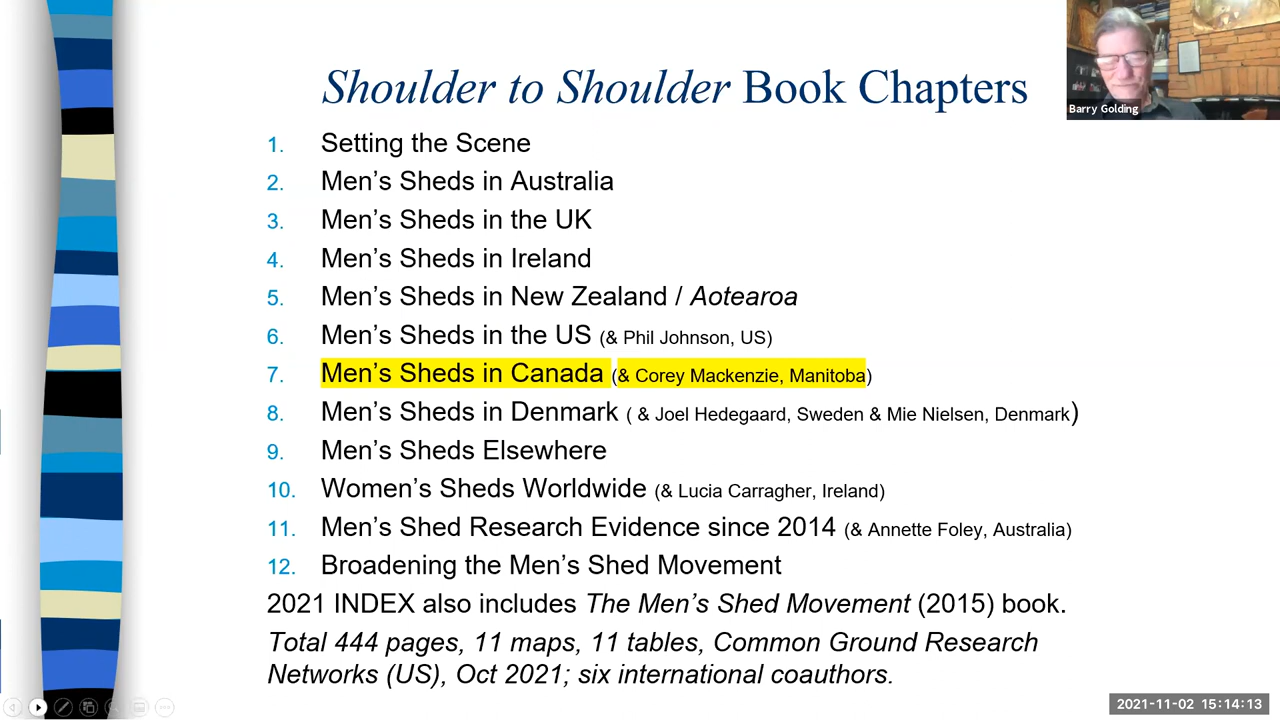 Shoulder to Shoulder Book Chapters
Barry Golding
1. Setting the Scene
2. Men’s Sheds in Australia
3. Men’s Sheds in the UK
4. Men’s Sheds in Ireland
5. Men’s Sheds in New Zealand / Aotearoa
6. Men’s Sheds in the US (& Phil Johnson, US)
7. Men’s Sheds in Canada (& Corey Mackenzie, Manitoba)
8. Men’s Sheds in Denmark ( & Joel Hedegaard, Sweden & Mie Nielsen, Denmark)
9. Men’s Sheds Elsewhere
10. Women’s Sheds Worldwide (& Lucia Carragher, Ireland)
11. Men’s Shed Research Evidence since 2014 (& Annette Foley, Australia)
12. Broadening the Men’s Shed Movement
2021 INDEX also includes The Men’s Shed Movement (2015) book.
Total 444 pages, 11 maps, 11 tables, Common Ground Research
Networks (US), Oct 2021; six international coauthors.
2021-11-02 15:14:13